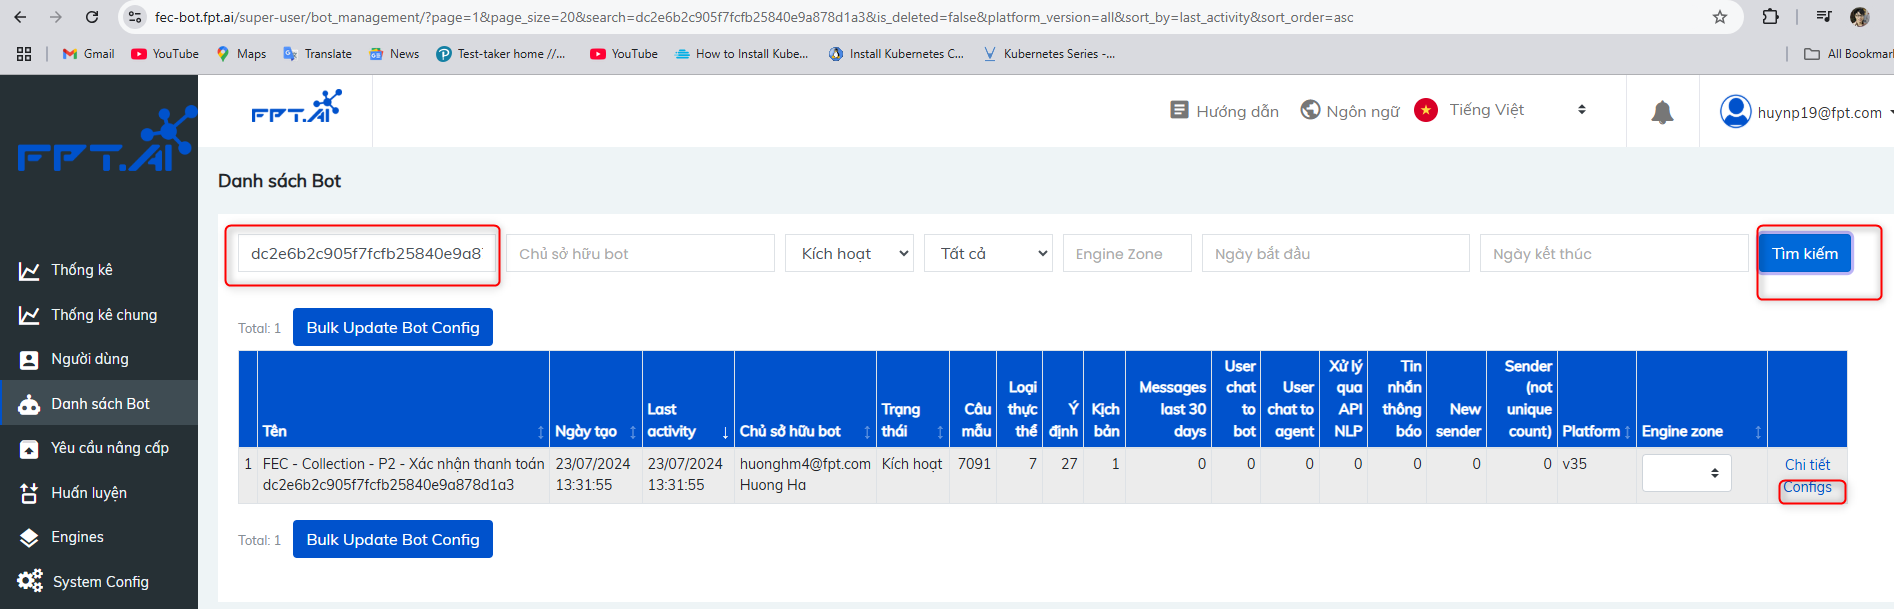 fec-bot.fpt.ai/super-user/bot_management/?page=1&page_size=20&search=dc2e6b2c905f7fcfb25840e9a878d1a3&is_deleted=false&platform_version=all&sort_by=last_activity&sort_order=asc
Gmail YouTube Maps Translate News Test-taker home //... YouTube How to Install Kube... Install Kubernetes C... Kubernetes Series -... All Bookmar
FPT.AI Hướng dẫn Ngôn ngữ Tiếng Việt huynp19@fpt.com
FPT.AI
Danh sách Bot
dc2e6b2c905f7fcfb25840e9a8 Chủ sở hữu bot Kích hoạt Tất cả Engine Zone Ngày bắt đầu Ngày kết thúc Tìm kiếm
Thống kê
Thống kê chung
Người dùng
Danh sách Bot
Yêu cầu nâng cấp
Huấn luyện
Engines
System Config
Total: 1 Bulk Update Bot Config
Tên Ngày tạo Last activity Chủ sở hữu bot Trạng thái Câu mẫu Loại thực thể Ý định Kịch bản Messages last 30 days User chat to bot User chat to agent Xử lý qua API NLP Tin nhắn thông báo New sender Sender (not unique count) Platform Engine zone
1 FEC - Collection - P2 - Xác nhận thanh toán 23/07/2024 23/07/2024 huonghm4@fpt.com Kích hoạt 7091 7 27 1 0 0 0 0 0 0 0 v35 Chi tiết
dc2e6b2c905f7fcfb25840e9a878d1a3 13:31:55 13:31:55 Huong Ha Configs
Total: 1 Bulk Update Bot Config